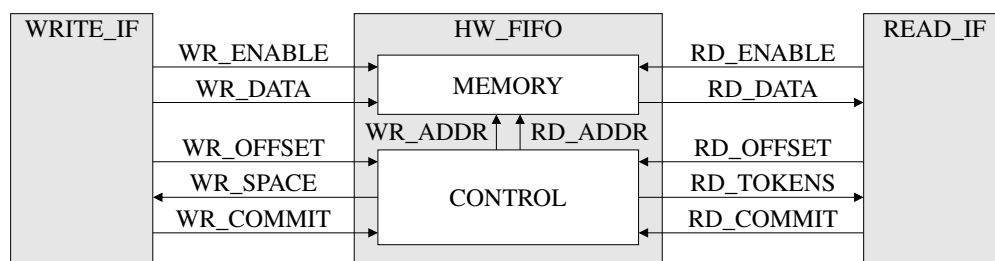 WRITE_IF HW_FIFO READ_IF
WR_ENABLE RD_ENABLE
MEMORY
WR_DATA RD_DATA
WR_ADDR RD_ADDR
WR_OFFSET RD_OFFSET
WR_SPACE CONTROL RD_TOKENS
WR_COMMIT RD_COMMIT